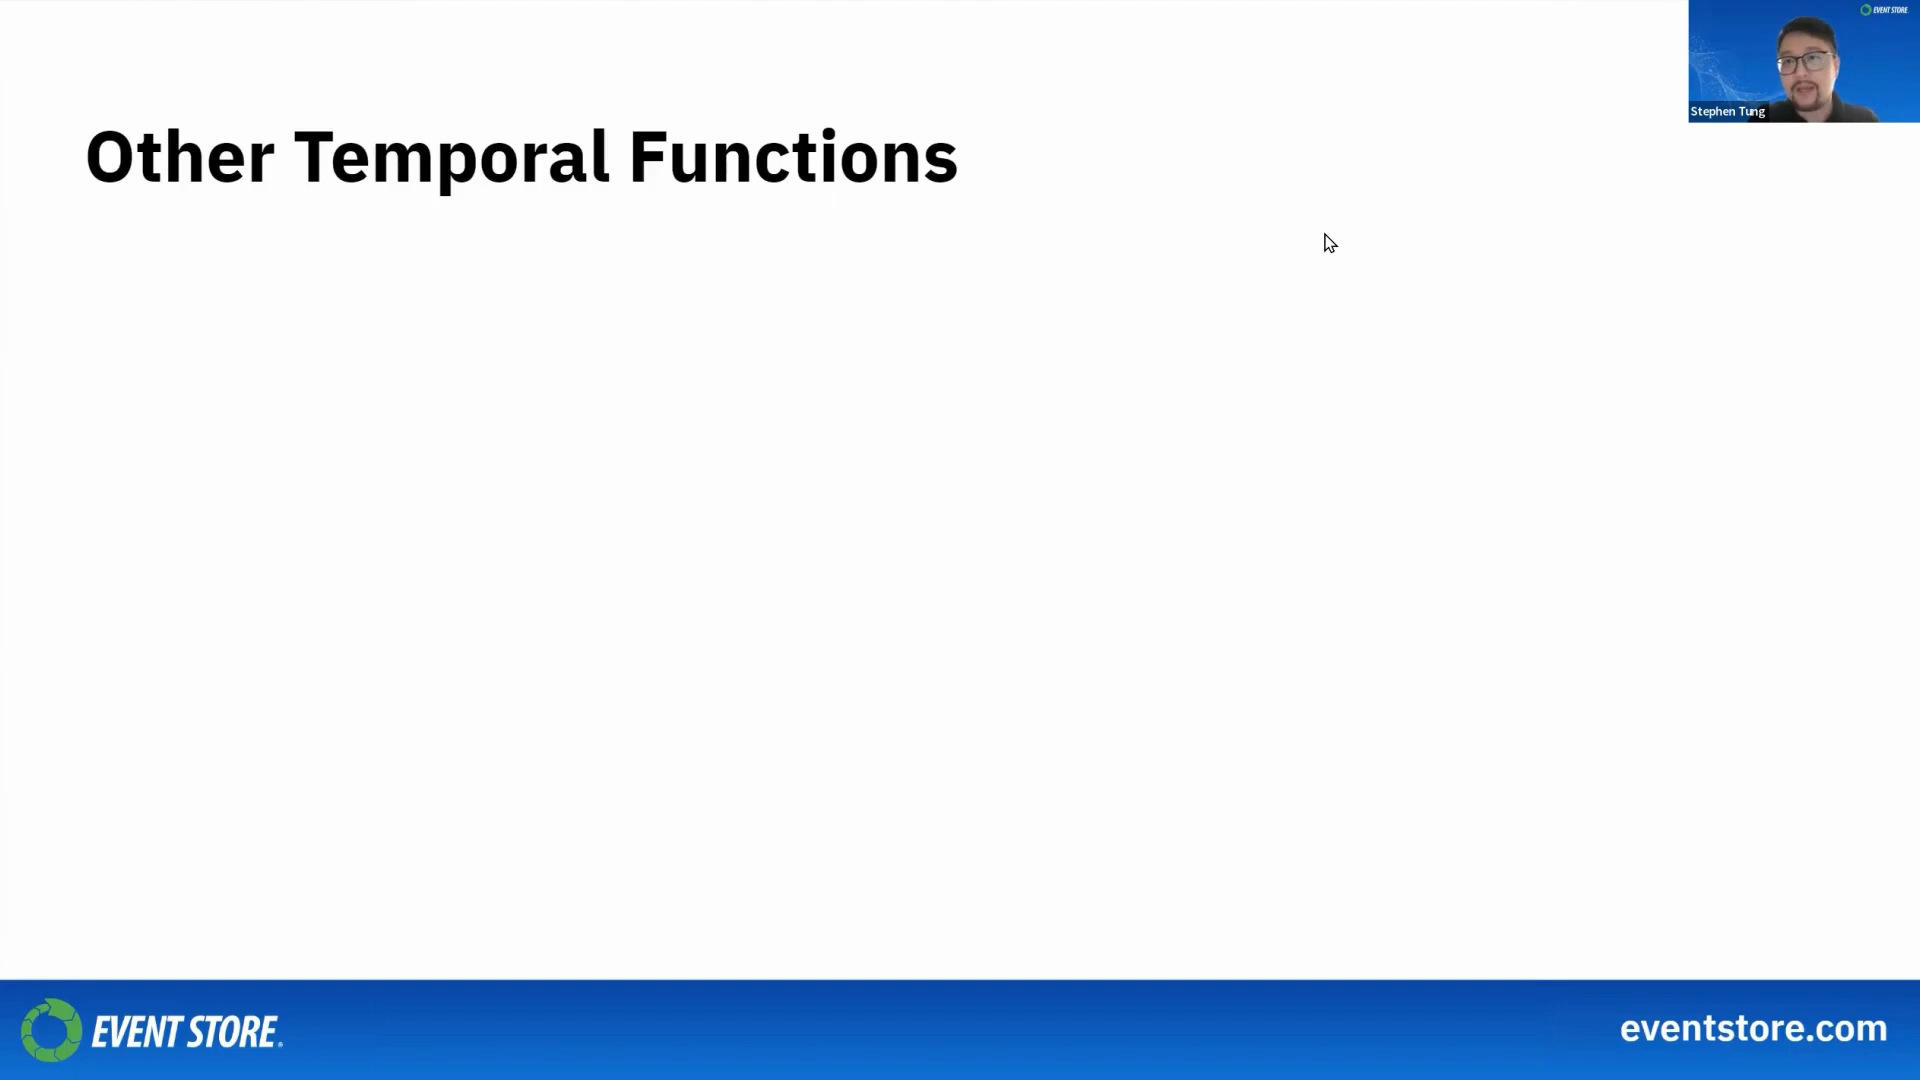 EVENT STORE
Stephen Tung
Other Temporal Functions
EVENT STORE
eventstore.com